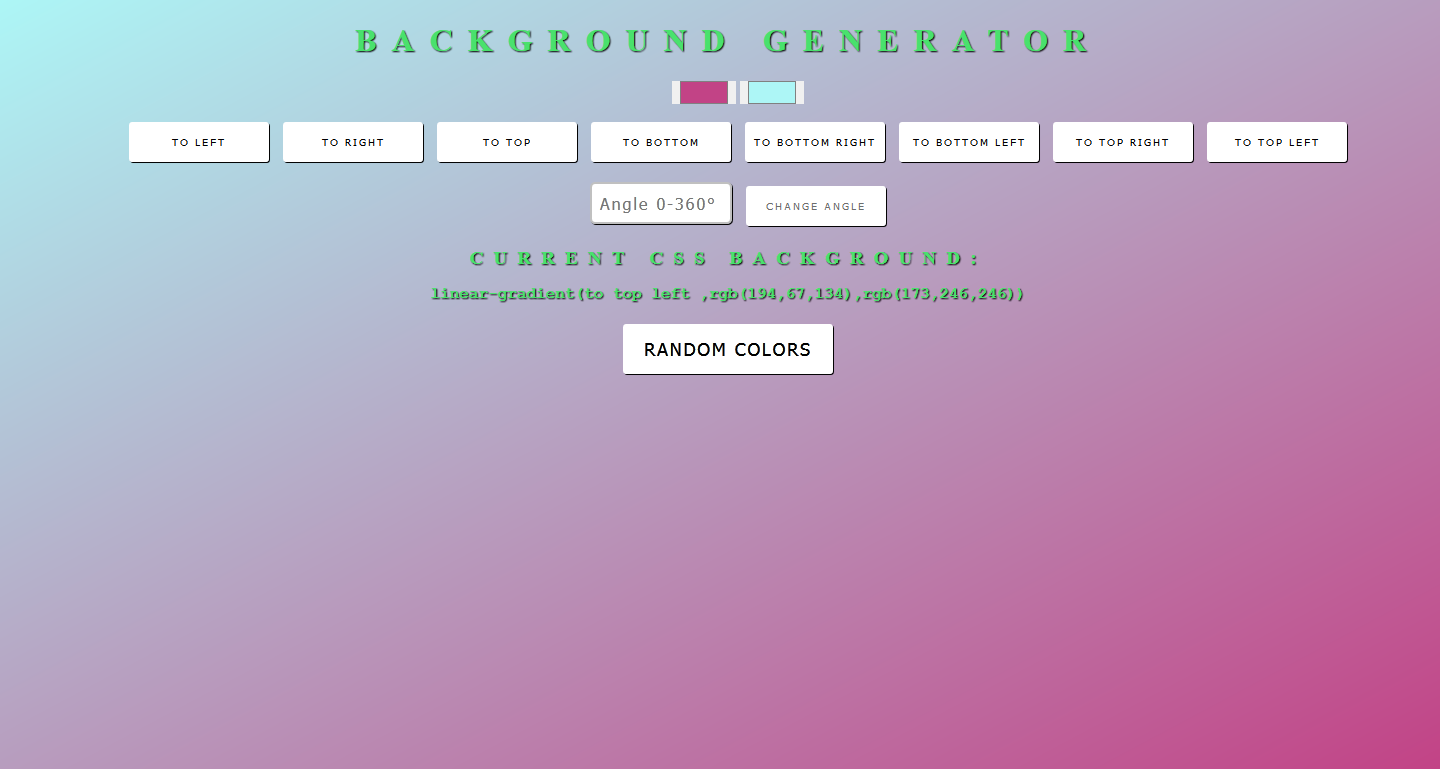 BACKGROUND GENERATOR
TO LEFT TO RIGHT TO TOP TO BOTTOM TO BOTTOM RIGHT TO BOTTOM LEFT TO TOP RIGHT TO TOP LEFT
Angle 0-360º CHANGE ANGLE
CURRENT CSS BACKGROUND:
linear-gradient(to top left ,rgb(194,67,134),rgb(173,246,246))
RANDOM COLORS